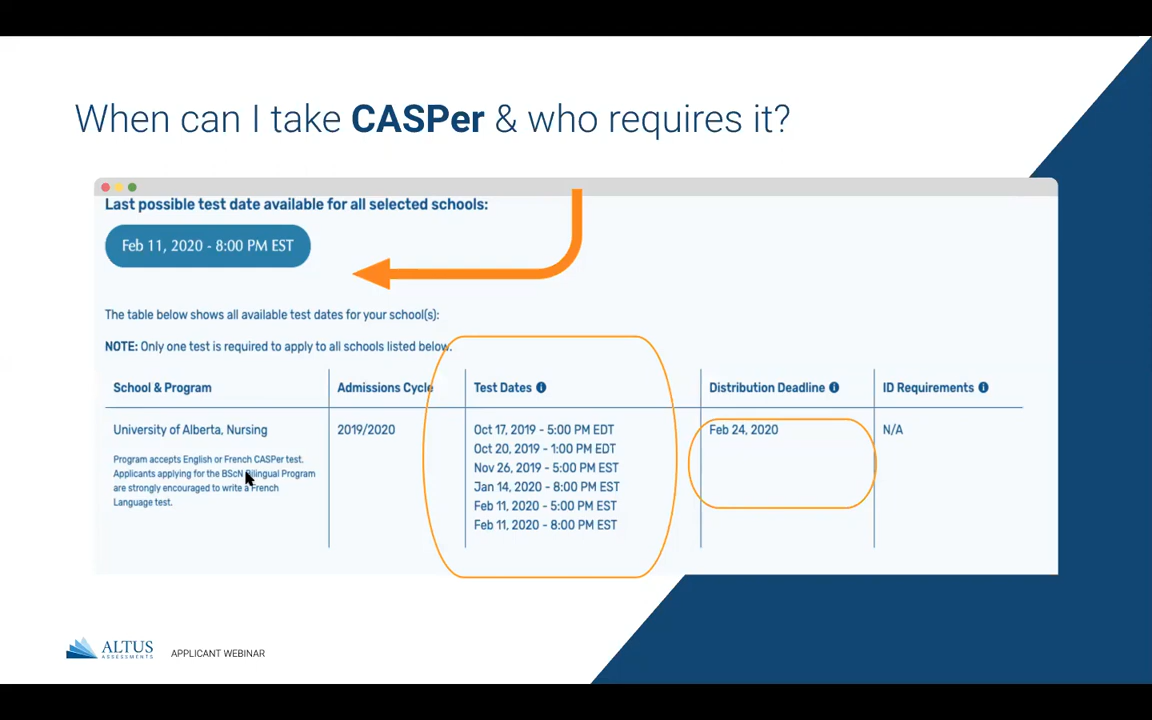 When can I take CASPer & who requires it?
Last possible test date available for all selected schools:
Feb 11, 2020 - 8:00 PM EST
The table below shows all available test dates for your school(s):
NOTE: Only one test is required to apply to all schools listed below.
School & Program
Admissions Cycle
Test Dates
Distribution Deadline
ID Requirements
University of Alberta, Nursing
Program accepts English or French CASPer test.
Applicants applying for the BScN Bilingual Program
are strongly encouraged to write a French
Language test.
2019/2020
Oct 17, 2019 - 5:00 PM EDT
Oct 20, 2019 - 1:00 PM EDT
Nov 26, 2019 - 5:00 PM EST
Jan 14, 2020 - 8:00 PM EST
Feb 11, 2020 - 5:00 PM EST
Feb 11, 2020 - 8:00 PM EST
Feb 24, 2020
N/A
ALTUS
ASSESSMENTS
APPLICANT WEBINAR